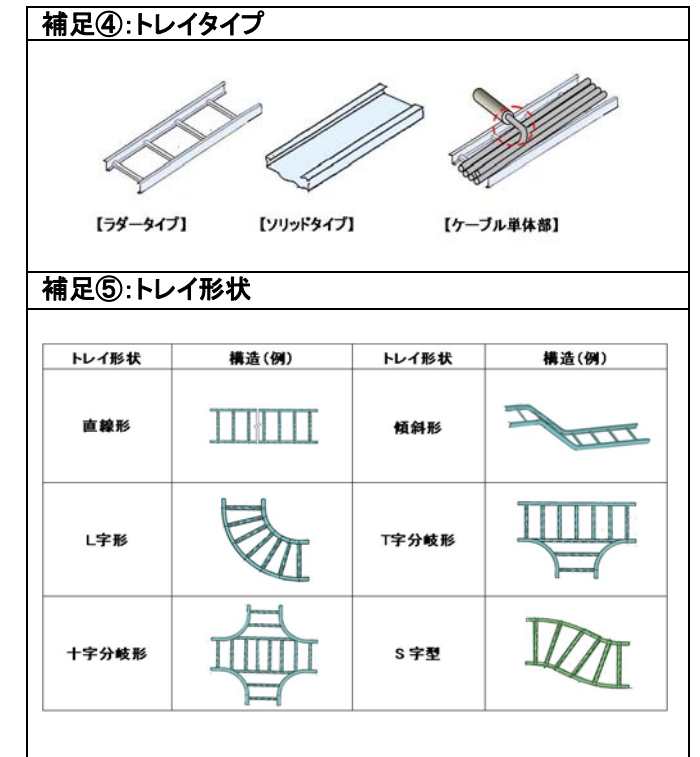 補足④:トレイタイプ
【ラダータイプ】 【ソリッドタイプ】 【ケーブル単体部】
補足⑤:トレイ形状
トレイ形状 構造(例) トレイ形状 構造(例)
直線形 傾斜形
L字形 T字分岐形
十字分岐形 S字型